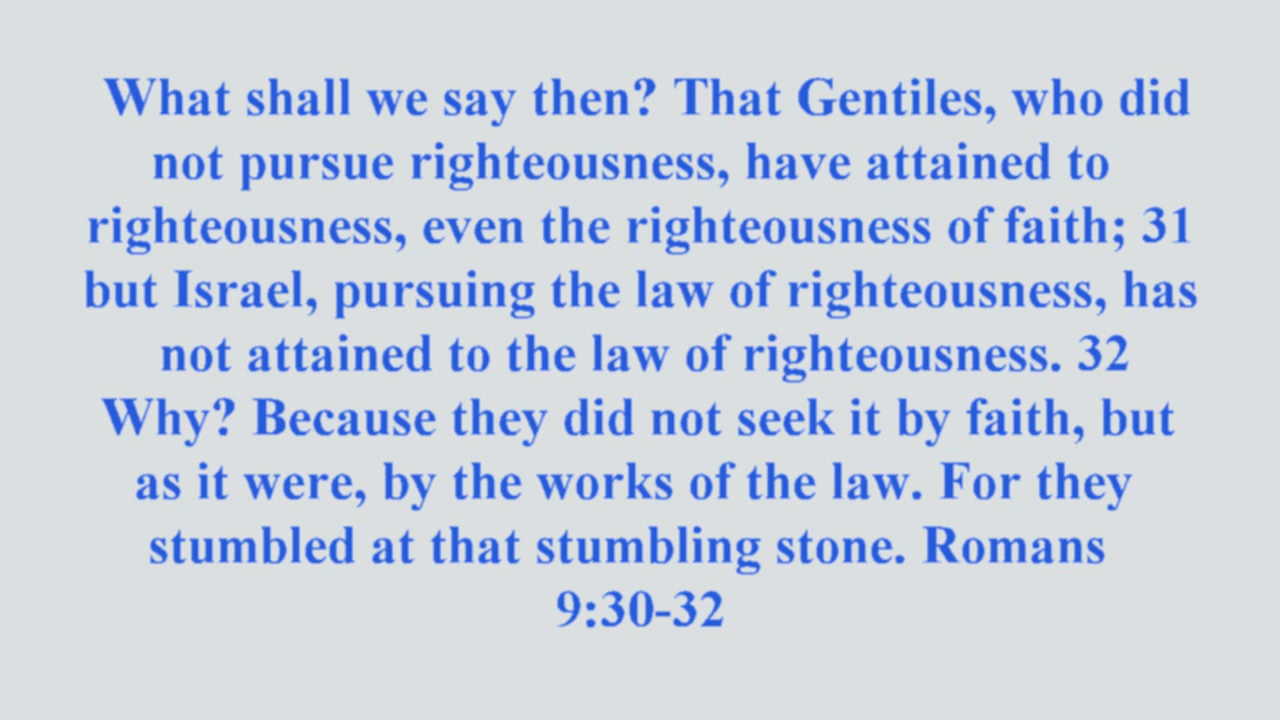 What shall we say then? That Gentiles, who did
not pursue righteousness, have attained to
righteousness, even the righteousness of faith; 31
but Israel, pursuing the law of righteousness, has
not attained to the law of righteousness. 32
Why? Because they did not seek it by faith, but
as it were, by the works of the law. For they
stumbled at that stumbling stone. Romans
9:30-32